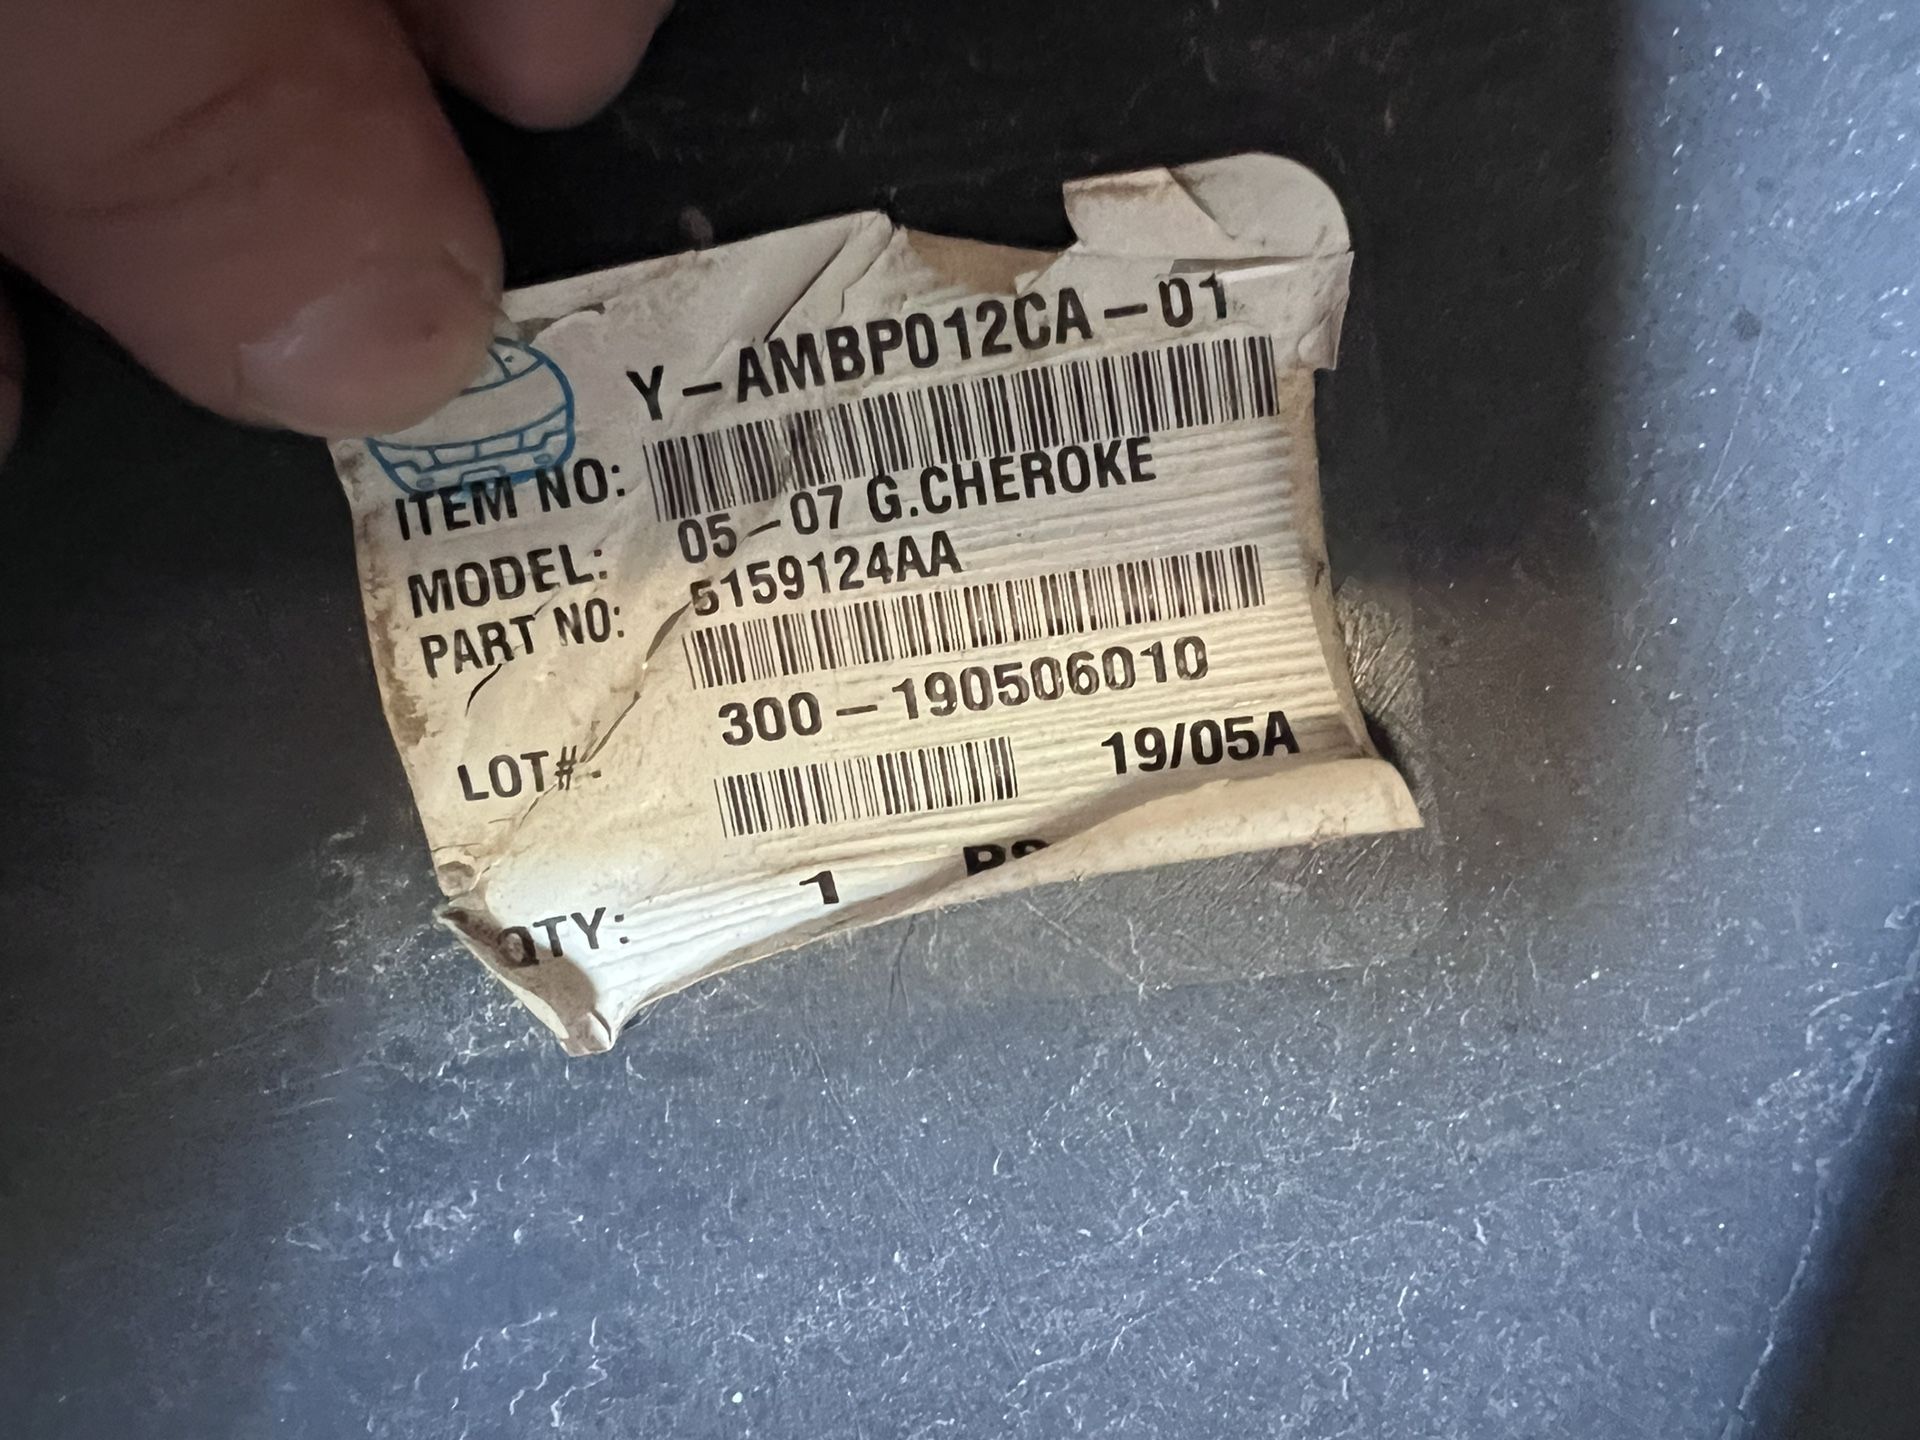 ITEM NO: Y-AMBP012CA-01
MODEL: 05-07 G.CHEROKE
PART NO: 5159124AA
300-190506010
LOT#: 19/05A
QTY: 1